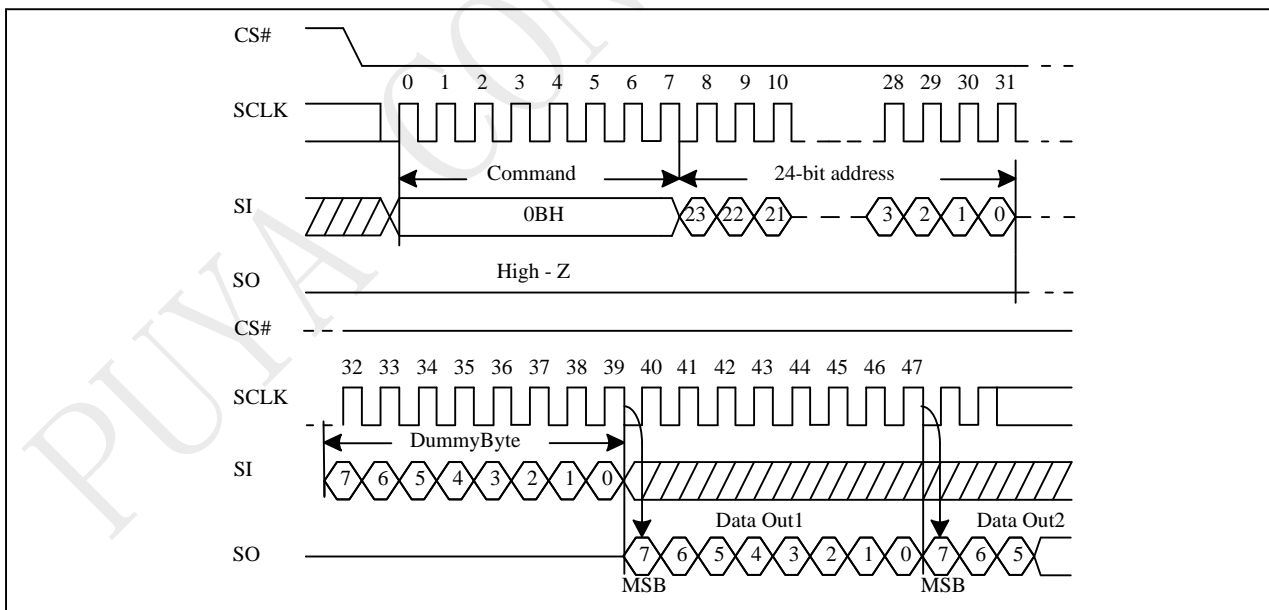 PUYA CON
CS#
0 1 2 3 4 5 6 7 8 9 10 28 29 30 31
SCLK
Command 24-bit address
SI 0BH 23 22 21 3 2 1 0
SO High - Z
CS#
32 33 34 35 36 37 38 39 40 41 42 43 44 45 46 47
SCLK
DummyByte
SI 7 6 5 4 3 2 1 0
Data Out1 Data Out2
SO 7 6 5 4 3 2 1 0 7 6 5
MSB MSB